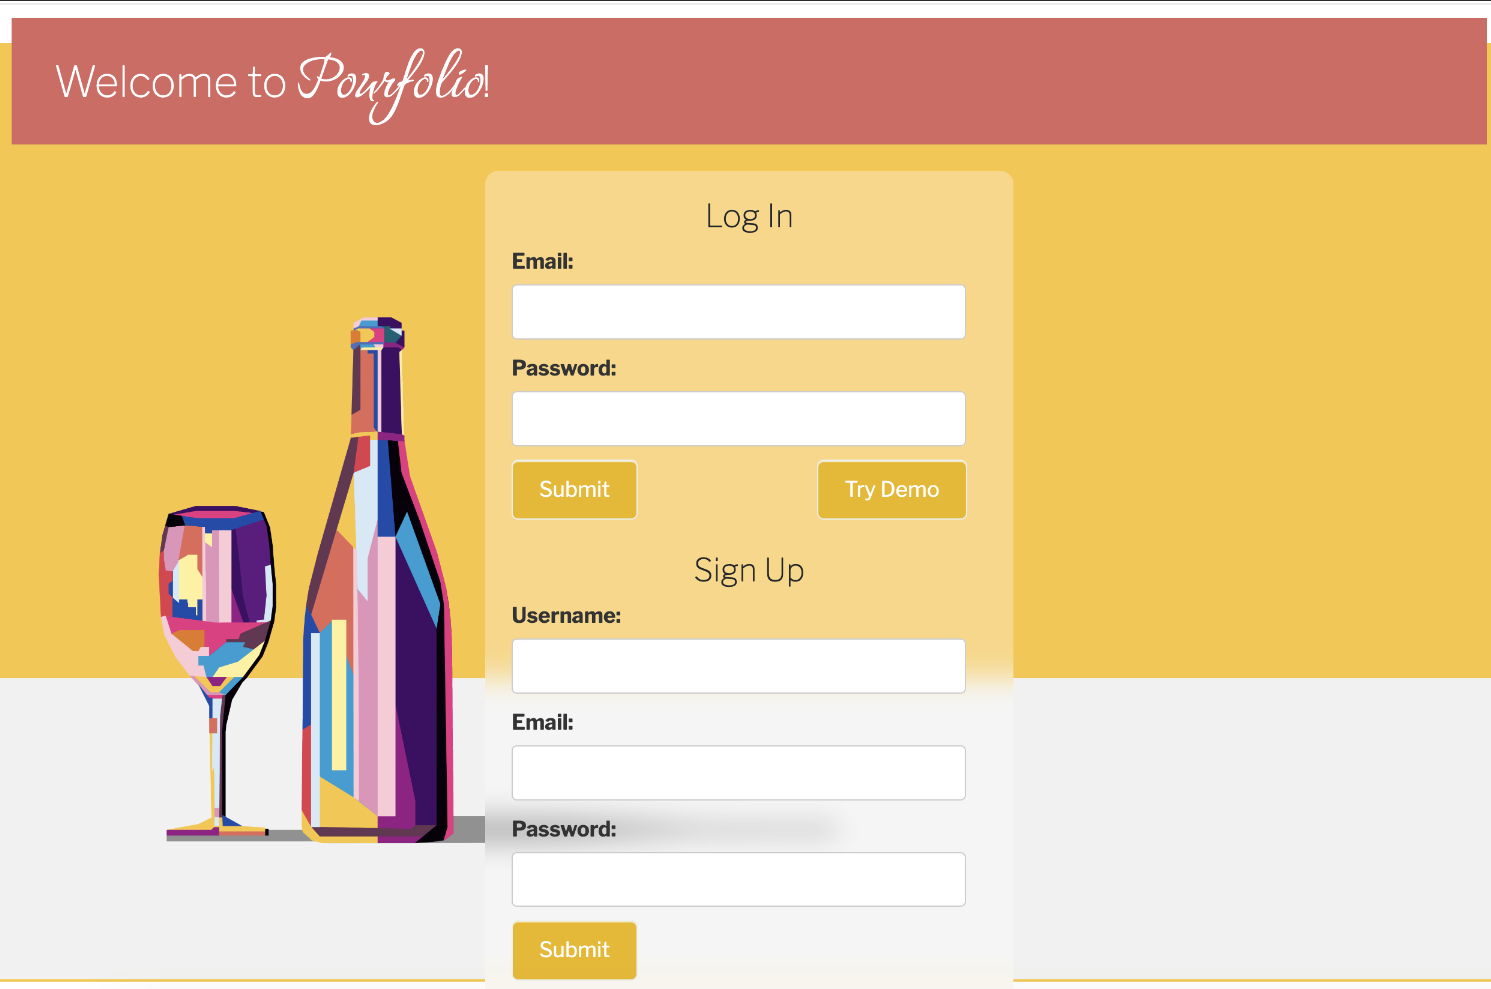 Welcome to Pourfolio!
Log In
Email:
Password:
Submit
Try Demo
Sign Up
Username:
Email:
Password:
Submit